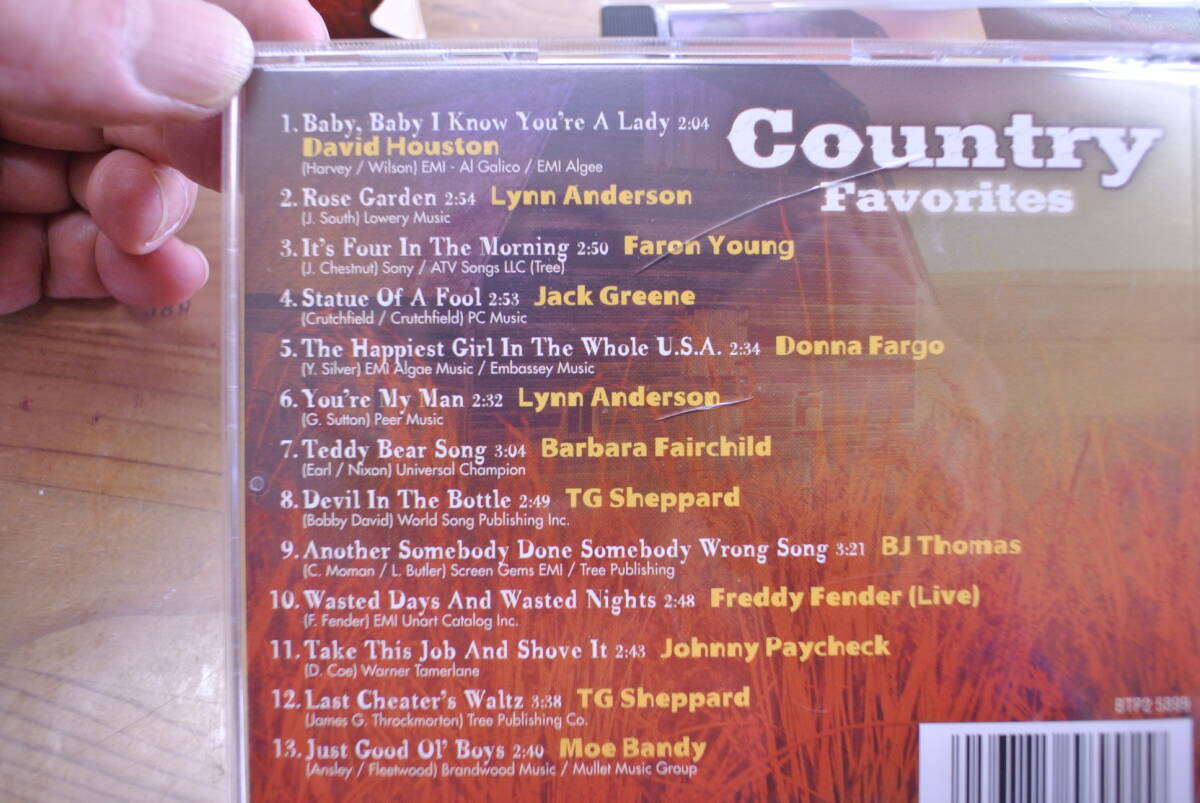 Country
Favorites
1. Baby, Baby I Know You're A Lady 2:04
David Houston
(Harvey / Wilson) EMI - Al Galico / EMI Algee
2. Rose Garden 2:54 Lynn Anderson
(J. South) Lowery Music
3. It's Four In The Morning 2:50 Faron Young
(J. Chestnut) Sony / ATV Songs LLC (Tree)
4. Statue Of A Fool 2:53 Jack Greene
(Crutchfield / Crutchfield) PC Music
5. The Happiest Girl In The Whole U.S.A. 2:34 Donna Fargo
(Y. Silver) EMI Algae Music / Embassey Music
6. You're My Man 2:32 Lynn Anderson
(G. Sutton) Peer Music
7. Teddy Bear Song 3:04 Barbara Fairchild
(Earl / Nixon) Universal Champion
8. Devil In The Bottle 2:49 TG Sheppard
(Bobby David) World Song Publishing Inc.
9. Another Somebody Done Somebody Wrong Song 3:21 BJ Thomas
(C. Moman / L. Butler) Screen Gems EMI / Tree Publishing
10. Wasted Days And Wasted Nights 2:48 Freddy Fender (Live)
(F. Fender) EMI Unart Catalog Inc.
11. Take This Job And Shove It 2:43 Johnny Paycheck
(D. Coe) Warner Tamerlane
12. Last Cheater's Waltz 3:38 TG Sheppard
(James G. Throckmorton) Tree Publishing Co.
13. Just Good Ol' Boys 2:40 Moe Bandy
(Ansley / Fleetwood) Brandwood Music / Mullet Music Group